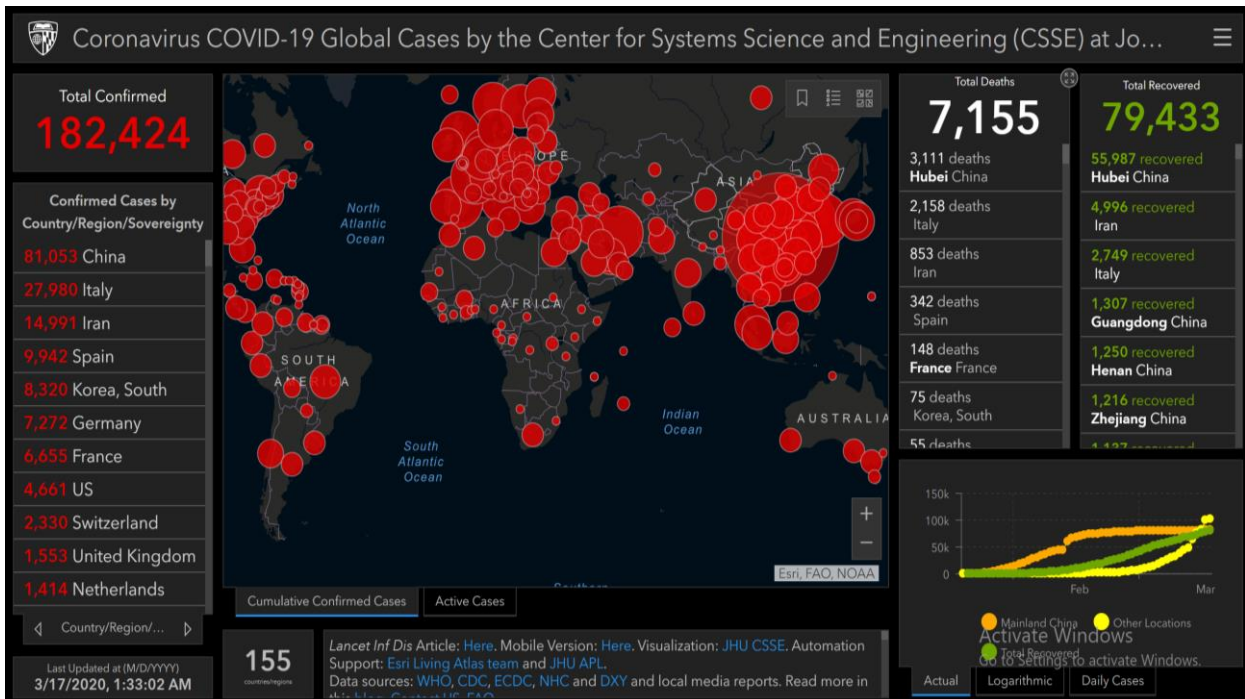 Coronavirus COVID-19 Global Cases by the Center for Systems Science and Engineering (CSSE) at Jo...
Total Confirmed
182,424
Confirmed Cases by
Country/Region/Sovereignty
81,053 China
27,980 Italy
14,991 Iran
9,942 Spain
8,320 Korea, South
7,272 Germany
6,655 France
4,661 US
2,330 Switzerland
1,553 United Kingdom
1,414 Netherlands
Country/Region/...
Last Updated at (M/D/YYYY)
3/17/2020, 1:33:02 AM
North
Atlantic
Ocean
ASIA
AFRICA
SOUTH
AMERICA
Indian
Ocean
AUSTRALIA
South
Atlantic
Ocean
+
−
Esri, FAO, NOAA
Cumulative Confirmed Cases
Active Cases
155
countries/regions
Lancet Inf Dis Article: Here. Mobile Version: Here. Visualization: JHU CSSE. Automation
Support: Esri Living Atlas team and JHU APL.
Data sources: WHO, CDC, ECDC, NHC and DXY and local media reports. Read more in
this blog. Contact US. FAQ.
Total Deaths
7,155
3,111 deaths
Hubei China
2,158 deaths
Italy
853 deaths
Iran
342 deaths
Spain
148 deaths
France France
75 deaths
Korea, South
55 deaths
Total Recovered
79,433
55,987 recovered
Hubei China
4,996 recovered
Iran
2,749 recovered
Italy
1,307 recovered
Guangdong China
1,250 recovered
Henan China
1,216 recovered
Zhejiang China
150k
100k
50k
0
Feb
Mar
Mainland China
Other Locations
Total Recovered
Activate Windows
Go to Settings to activate Windows.
Actual
Logarithmic
Daily Cases